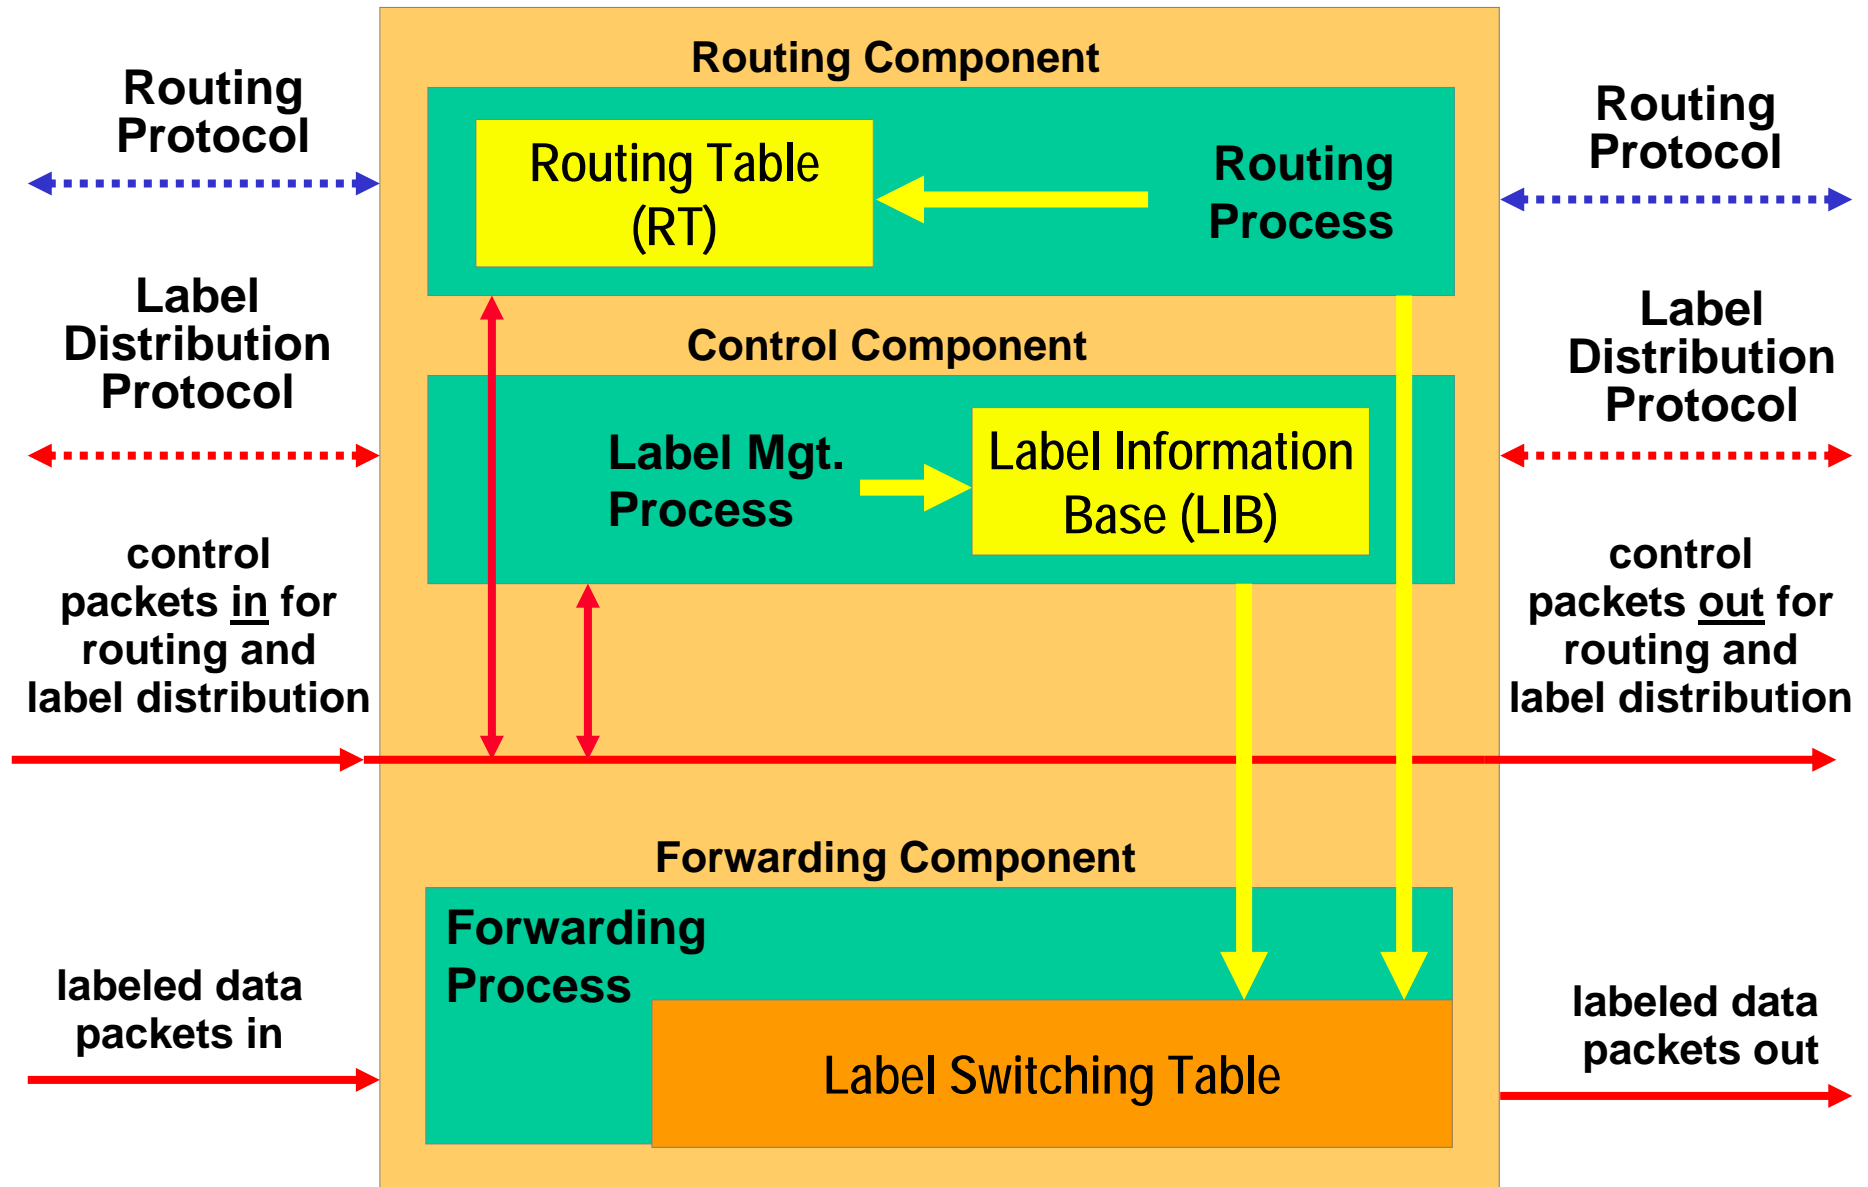 Routing Component
Routing
Protocol
Routing Table
(RT)
Routing
Process
Routing
Protocol
Label
Distribution
Protocol
Control Component
Label Mgt.
Process
Label Information
Base (LIB)
Label
Distribution
Protocol
control
packets in for
routing and
label distribution
control
packets out for
routing and
label distribution
Forwarding Component
Forwarding
Process
labeled data
packets in
Label Switching Table
labeled data
packets out